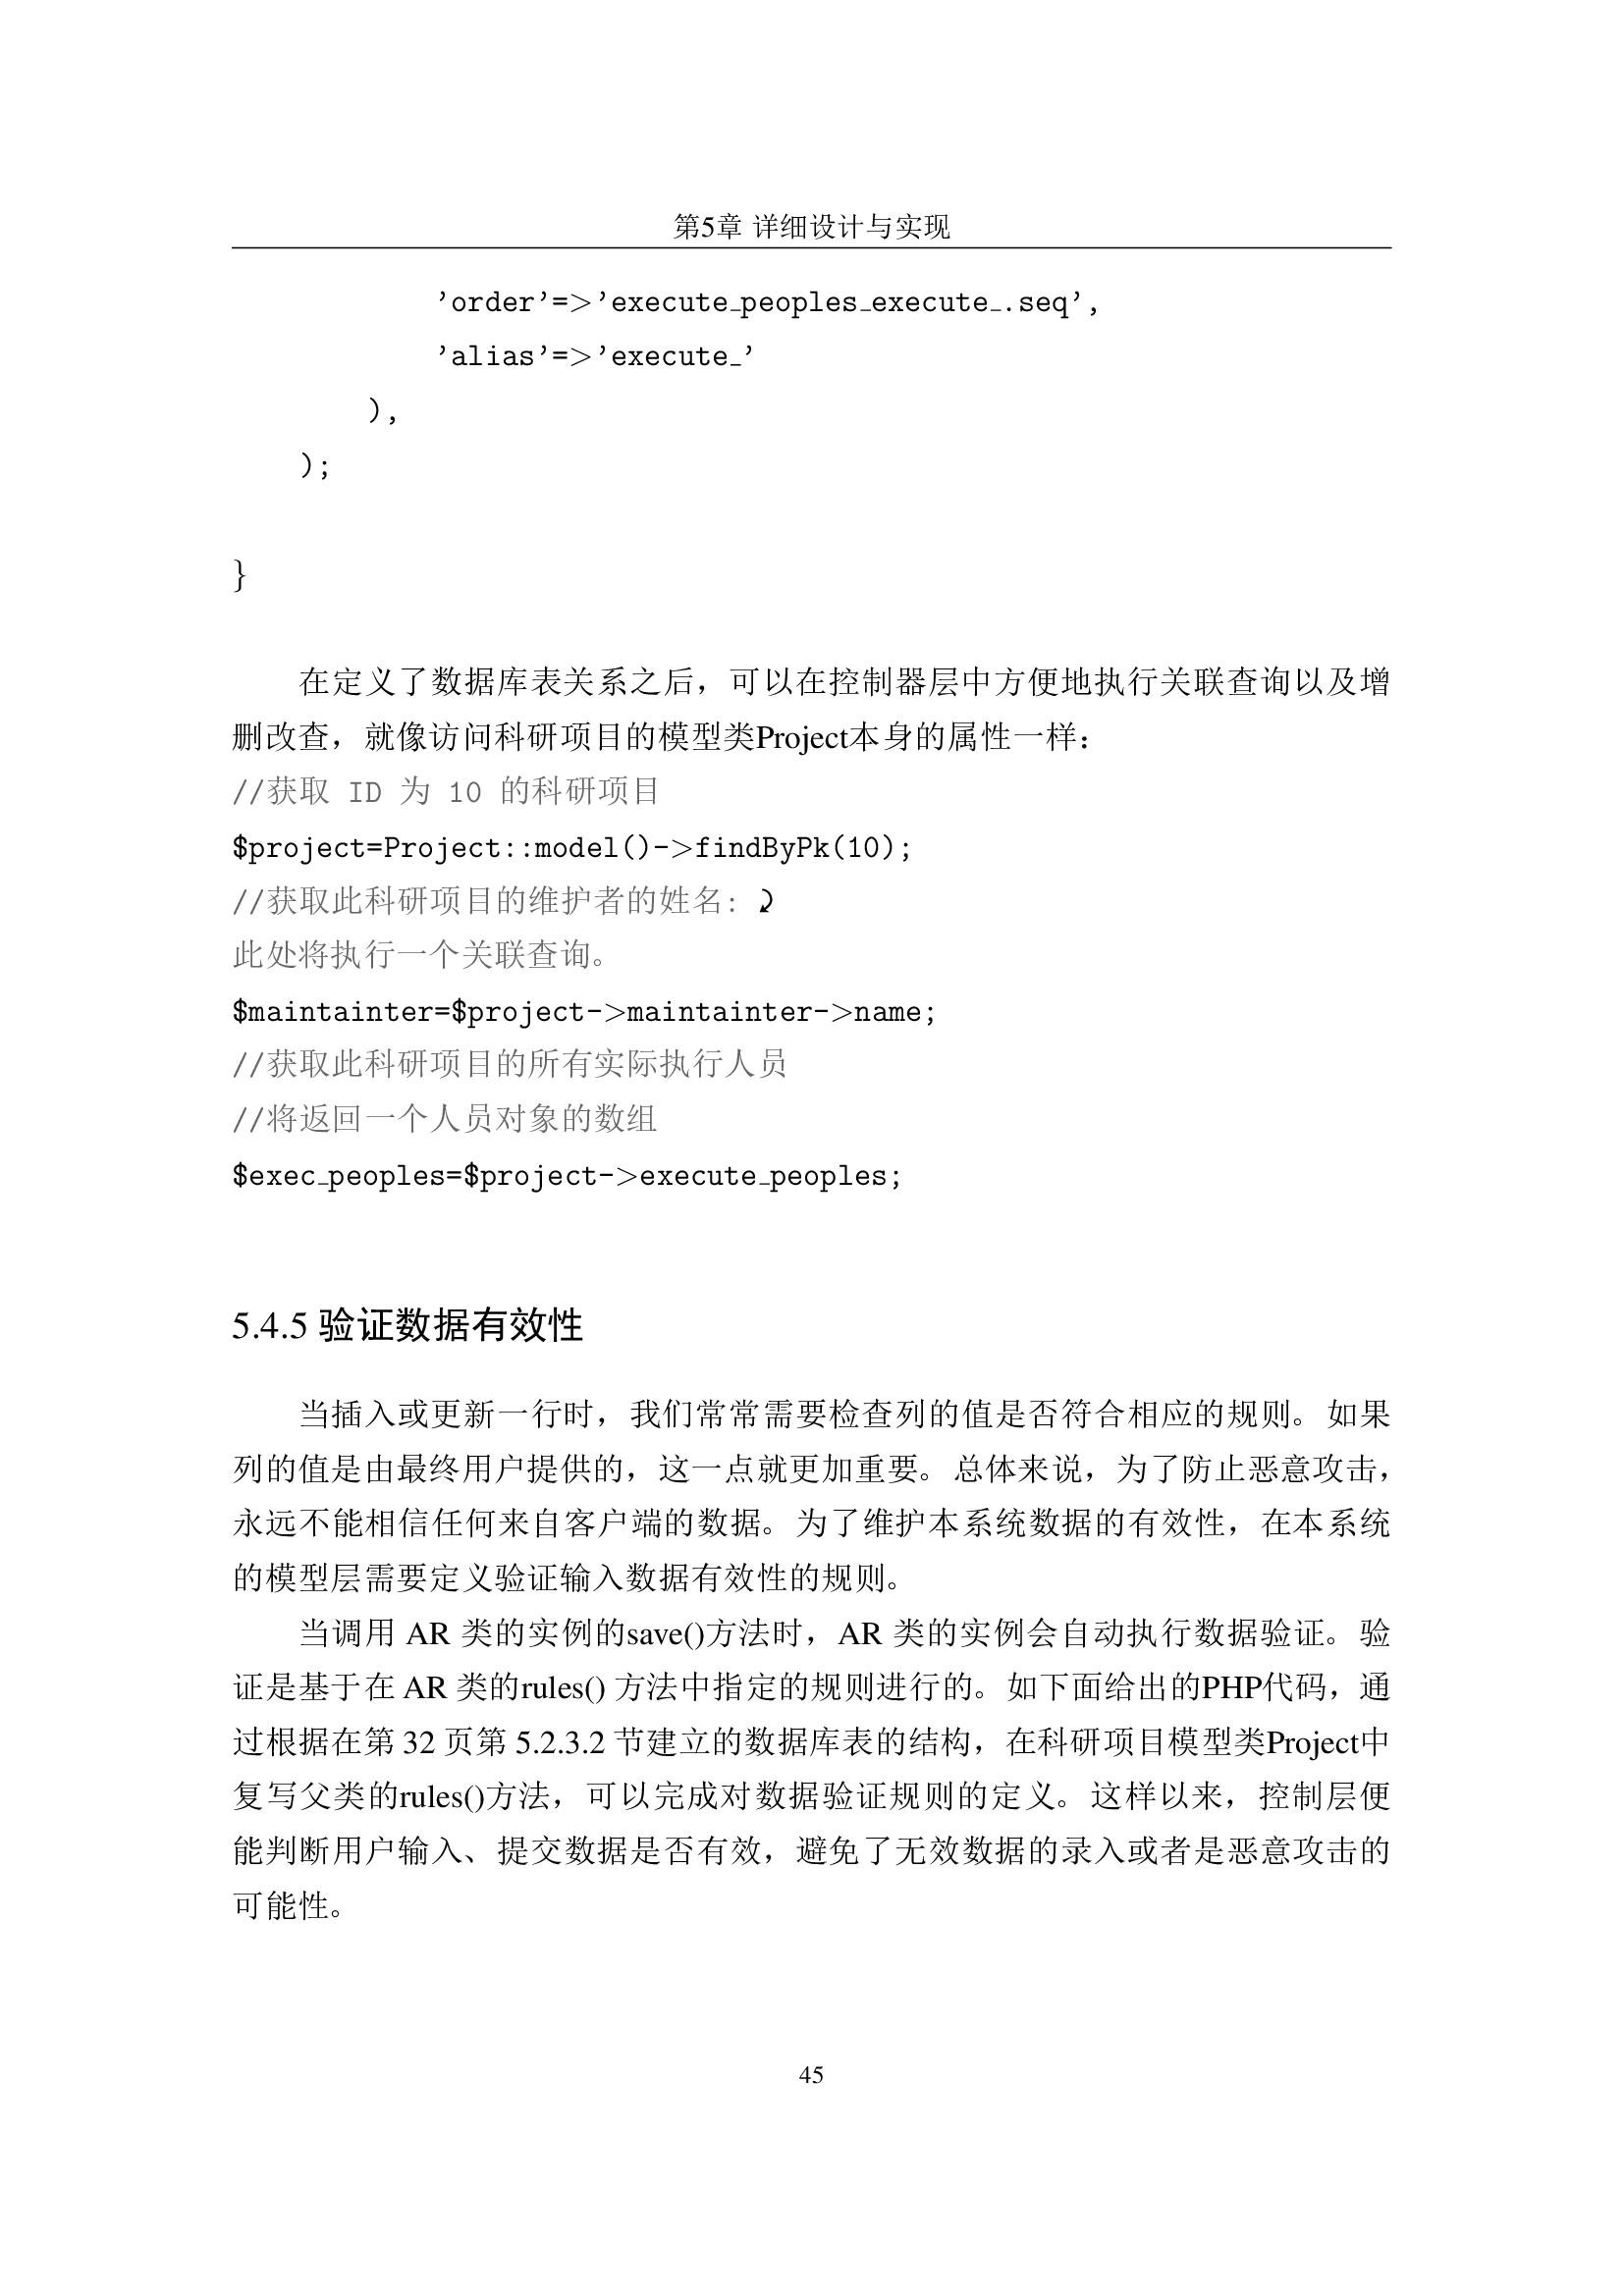 第5章 详细设计与实现
’order’=>’execute_peoples_execute_.seq’,
’alias’=>’execute_’
),
);
}
在定义了数据库表关系之后，可以在控制器层中方便地执行关联查询以及增
删改查，就像访问科研项目的模型类Project本身的属性一样：
//获取 ID 为 10 的科研项目
$project=Project::model()->findByPk(10);
//获取此科研项目的维护者的姓名: ⤸
此处将执行一个关联查询。
$maintainter=$project->maintainter->name;
//获取此科研项目的所有实际执行人员
//将返回一个人员对象的数组
$exec_peoples=$project->execute_peoples;
5.4.5 验证数据有效性
当插入或更新一行时，我们常常需要检查列的值是否符合相应的规则。如果
列的值是由最终用户提供的，这一点就更加重要。总体来说，为了防止恶意攻击，
永远不能相信任何来自客户端的数据。为了维护本系统数据的有效性，在本系统
的模型层需要定义验证输入数据有效性的规则。
当调用 AR 类的实例的save()方法时，AR 类的实例会自动执行数据验证。验
证是基于在 AR 类的rules() 方法中指定的规则进行的。如下面给出的PHP代码，通
过根据在第 32 页第 5.2.3.2 节建立的数据库表的结构，在科研项目模型类Project中
复写父类的rules()方法，可以完成对数据验证规则的定义。这样以来，控制层便
能判断用户输入、提交数据是否有效，避免了无效数据的录入或者是恶意攻击的
可能性。
45